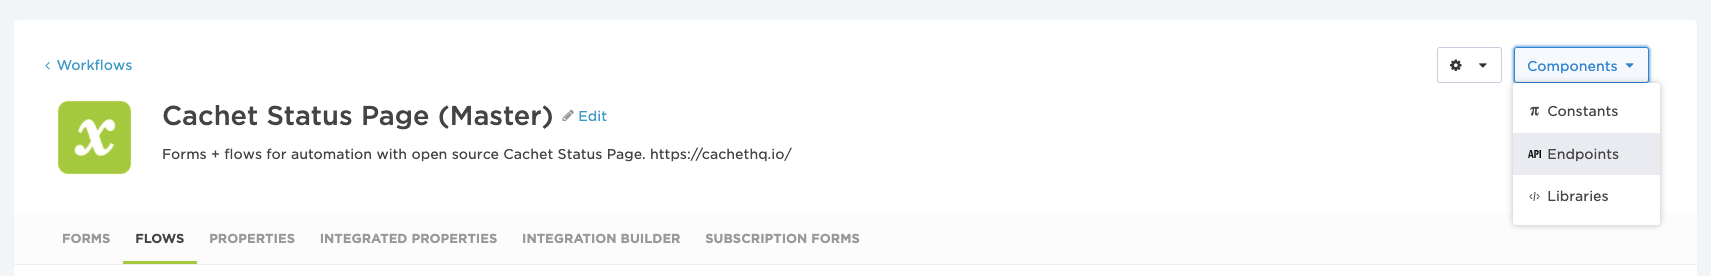 ‹ Workflows
Components
x
Cachet Status Page (Master) Edit
π Constants
Forms + flows for automation with open source Cachet Status Page. https://cachethq.io/
API Endpoints
</> Libraries
FORMS FLOWS PROPERTIES INTEGRATED PROPERTIES INTEGRATION BUILDER SUBSCRIPTION FORMS